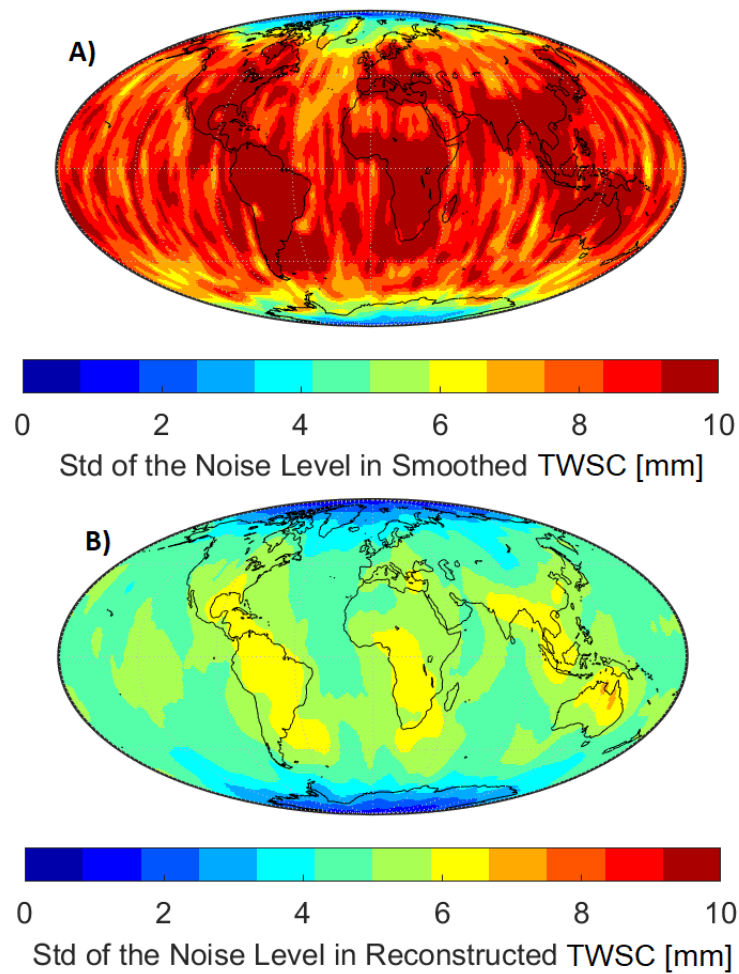 A)
0 2 4 6 8 10
Std of the Noise Level in Smoothed TWSC [mm]
B)
0 2 4 6 8 10
Std of the Noise Level in Reconstructed TWSC [mm]